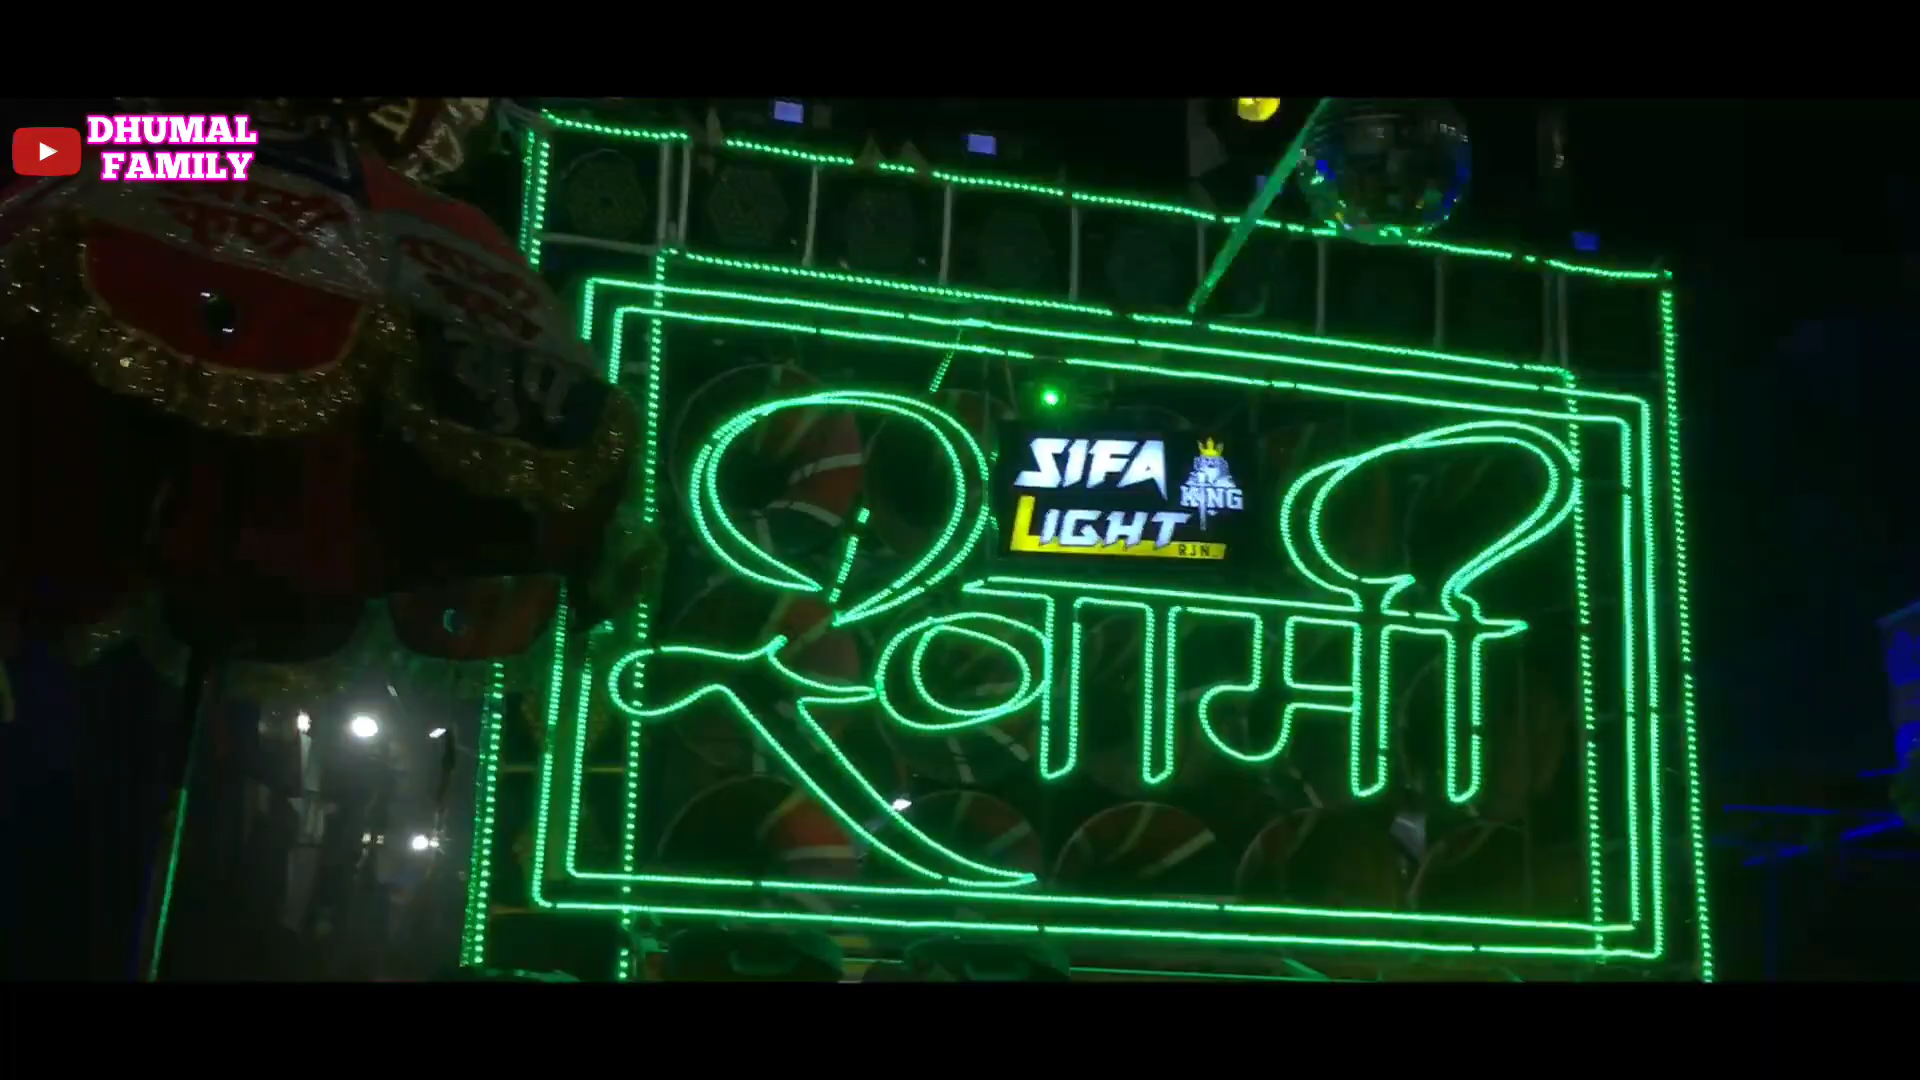 DHUMAL
FAMILY
SIFA
KING
LIGHT
RJN.
स्वामी